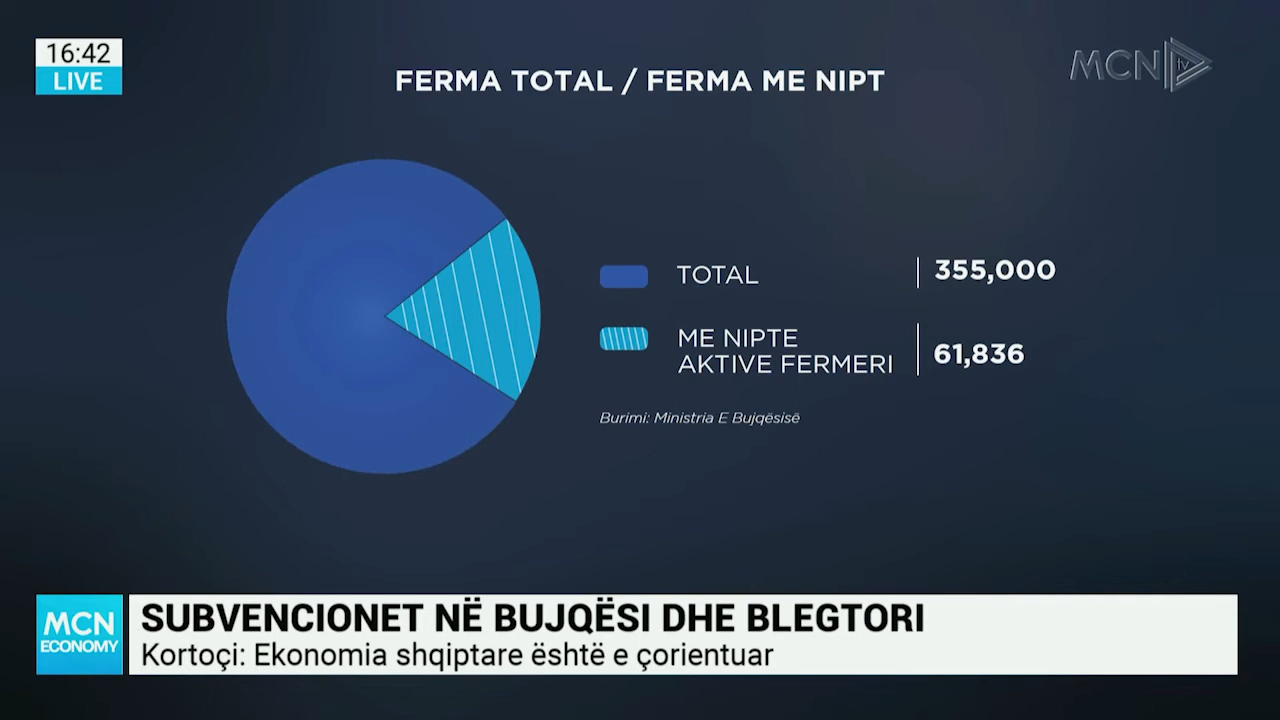 16:42
LIVE
MCN tv
FERMA TOTAL / FERMA ME NIPT
TOTAL
355,000
ME NIPTE
AKTIVE FERMERI
61,836
Burimi: Ministria E Bujqësisë
MCN
ECONOMY
SUBVENCIONET NË BUJQËSI DHE BLEGTORI
Kortoçi: Ekonomia shqiptare është e çorientuar